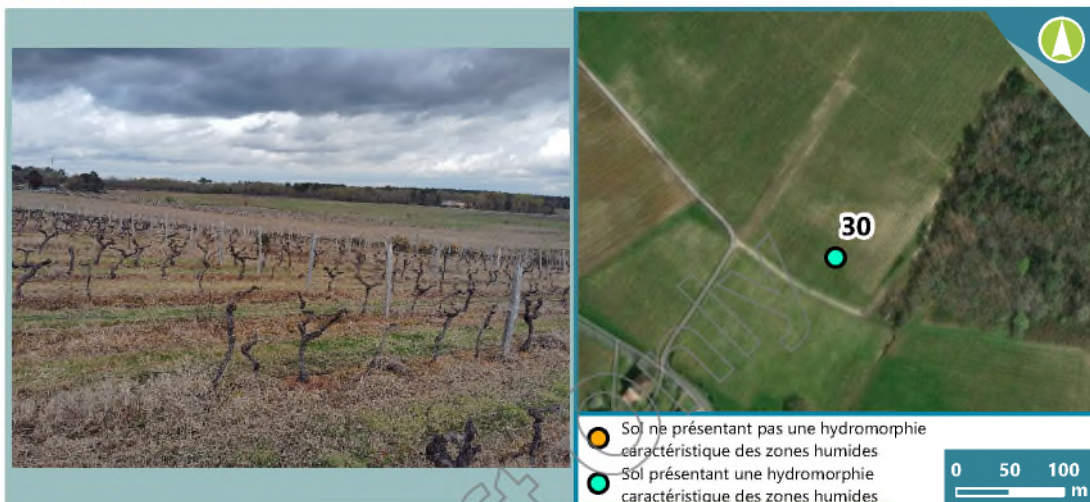 30
Sol ne présentant pas une hydromorphie
caractéristique des zones humides
Sol présentant une hydromorphie
caractéristique des zones humides
0 50 100
m